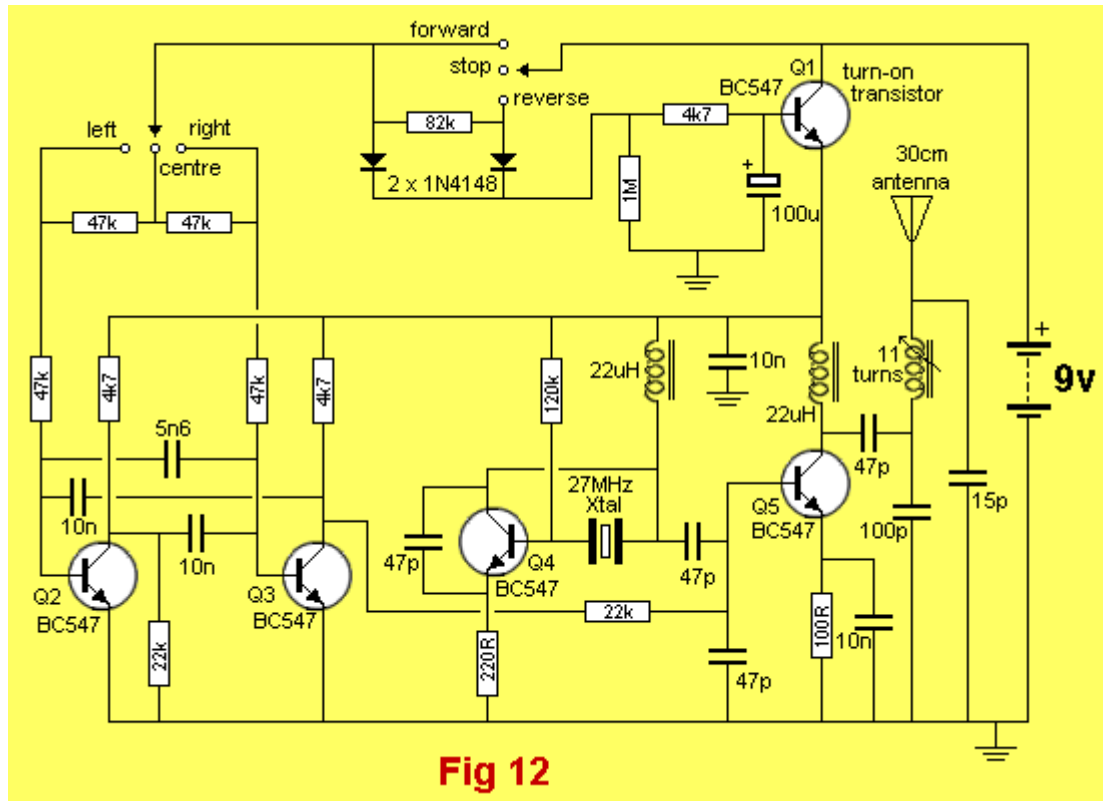 forward
stop
reverse
Q1
BC547
turn-on
transistor
left
right
centre
82k
4k7
2 x 1N4148
1M
+
100u
30cm
antenna
47k
47k
47k
4k7
47k
4k7
120k
22uH
10n
22uH
11
turns
+
9v
5n6
10n
10n
27MHz
Xtal
47p
47p
47p
Q5
BC547
100p
15p
Q2
BC547
Q3
BC547
Q4
BC547
22k
22k
220R
47p
100R
10n
Fig 12